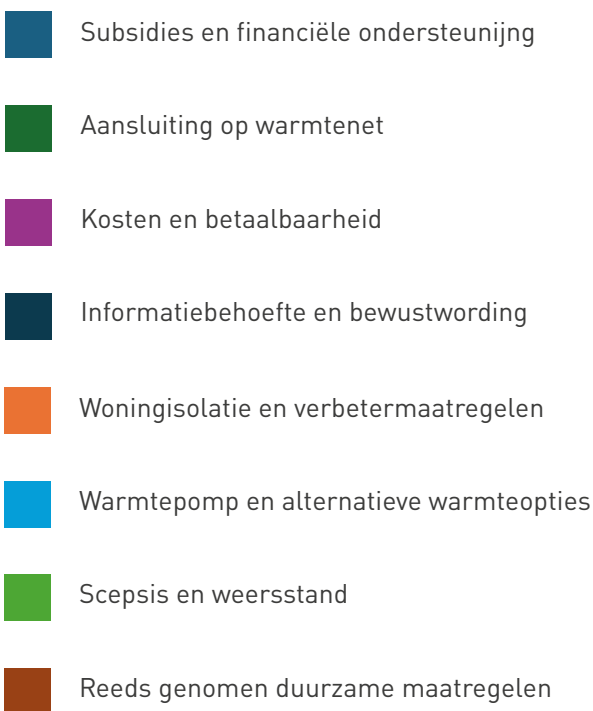 Subsidies en financiële ondersteunijng
Aansluiting op warmtenet
Kosten en betaalbaarheid
Informatiebehoefte en bewustwording
Woningisolatie en verbetermaatregelen
Warmtepomp en alternatieve warmteopties
Scepsis en weersstand
Reeds genomen duurzame maatregelen